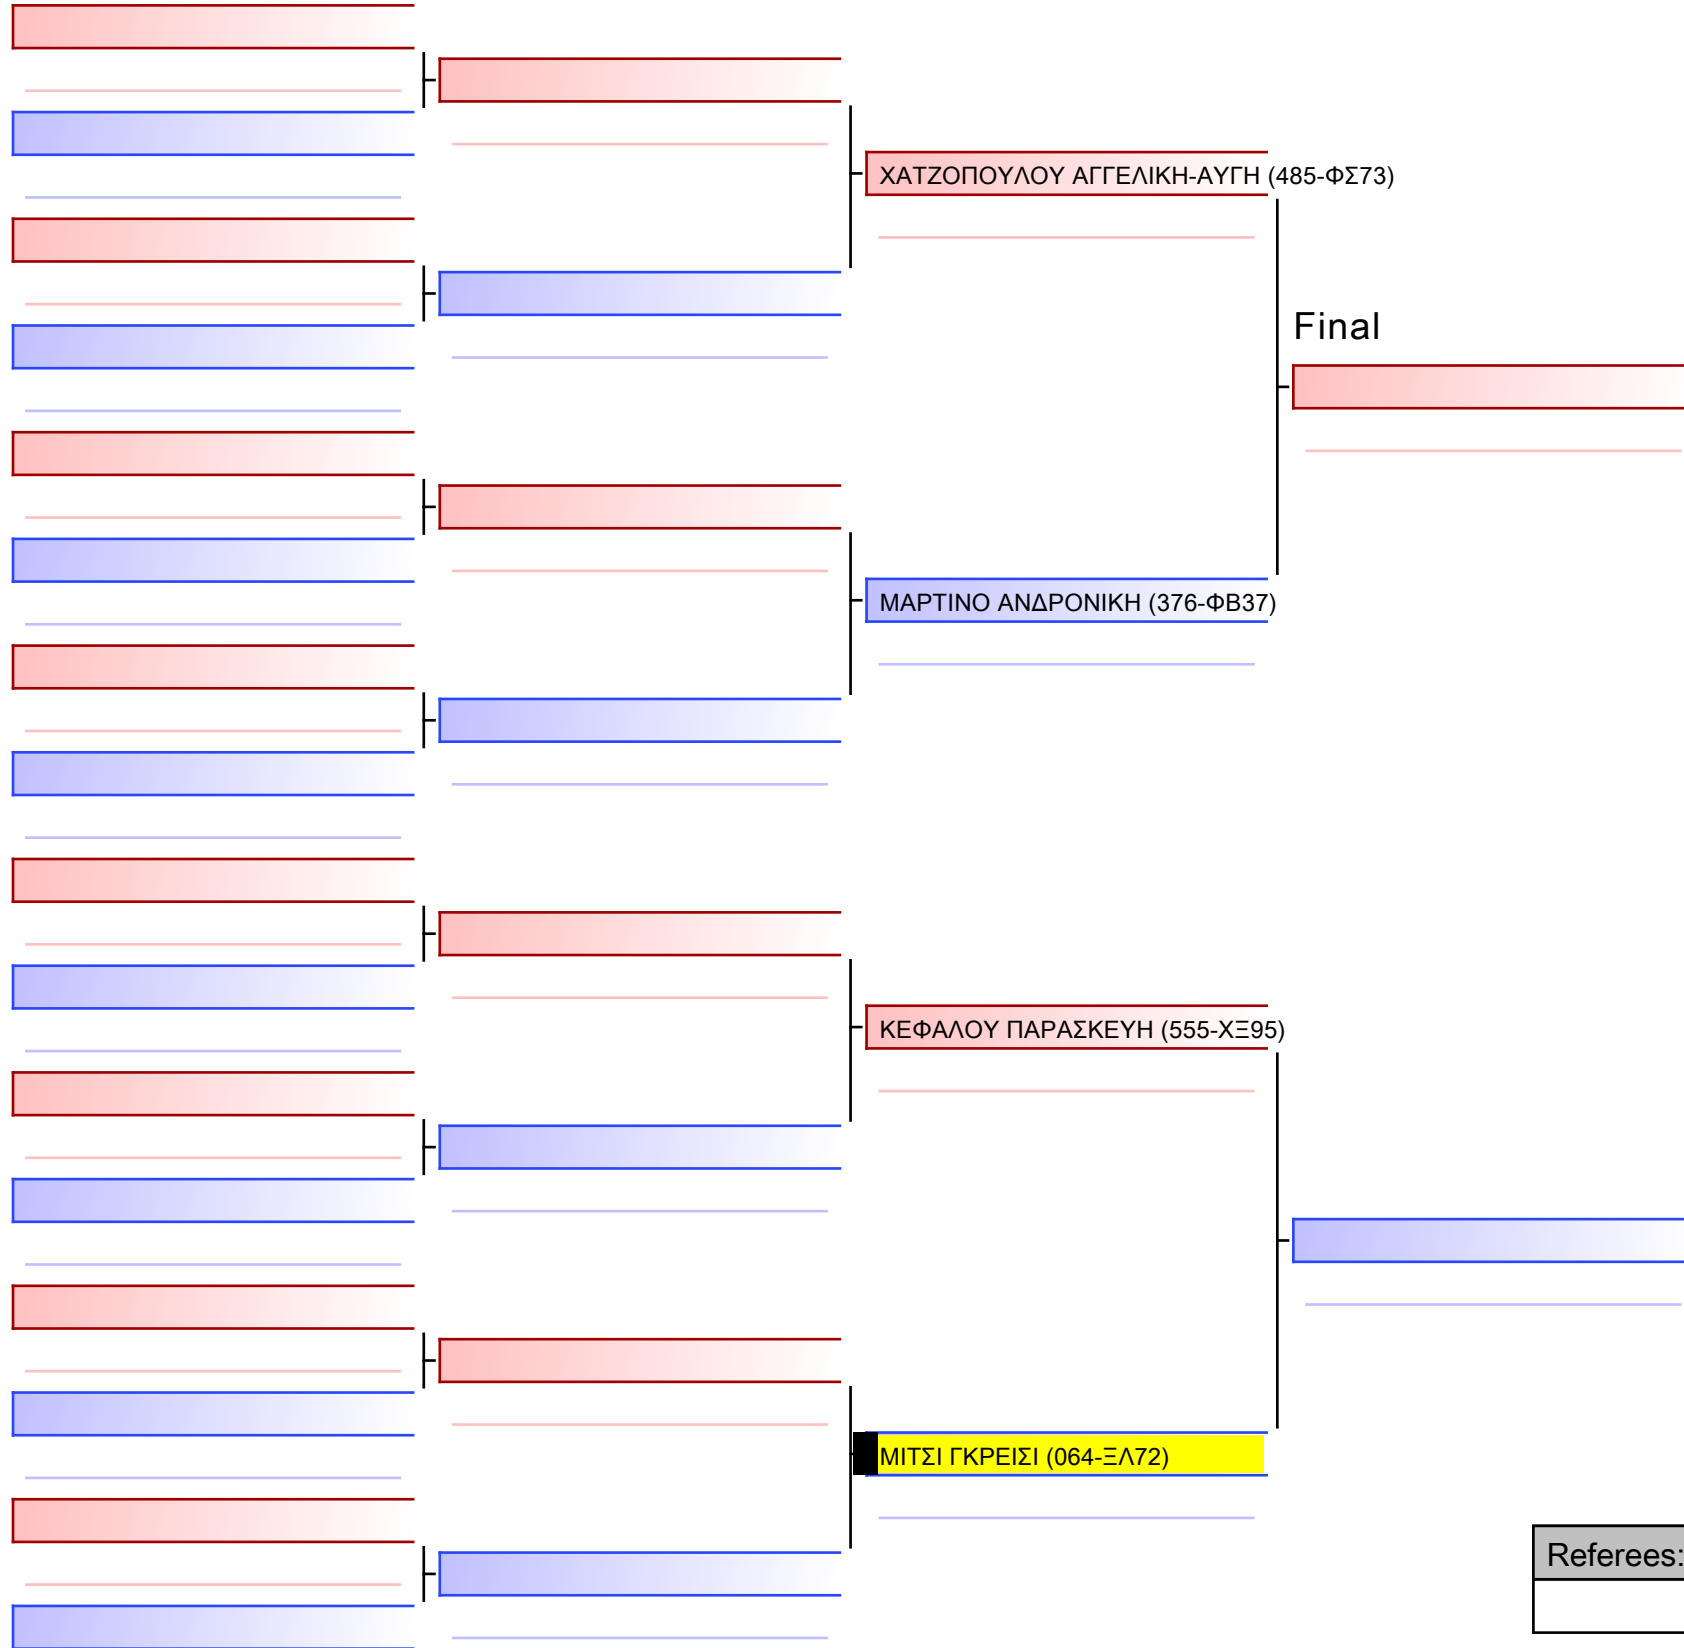 ΧΑΤΖΟΠΟΥΛΟΥ ΑΓΓΕΛΙΚΗ-ΑΥΓΗ (485-ΦΣ73)
Final
ΜΑΡΤΙΝΟ ΑΝΔΡΟΝΙΚΗ (376-ΦΒ37)
ΚΕΦΑΛΟΥ ΠΑΡΑΣΚΕΥΗ (555-ΧΞ95)
ΜΙΤΣΙ ΓΚΡΕΙΣΙ (064-ΞΛ72)
Referees: